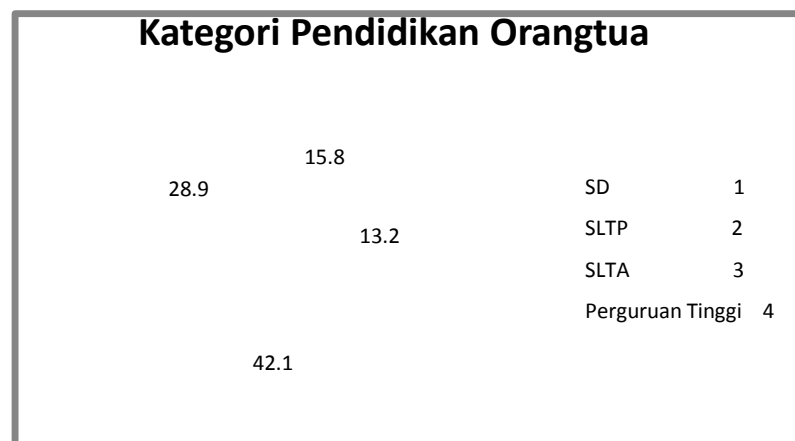 Kategori Pendidikan Orangtua
15.8
28.9
13.2
42.1
SD 1
SLTP 2
SLTA 3
Perguruan Tinggi 4